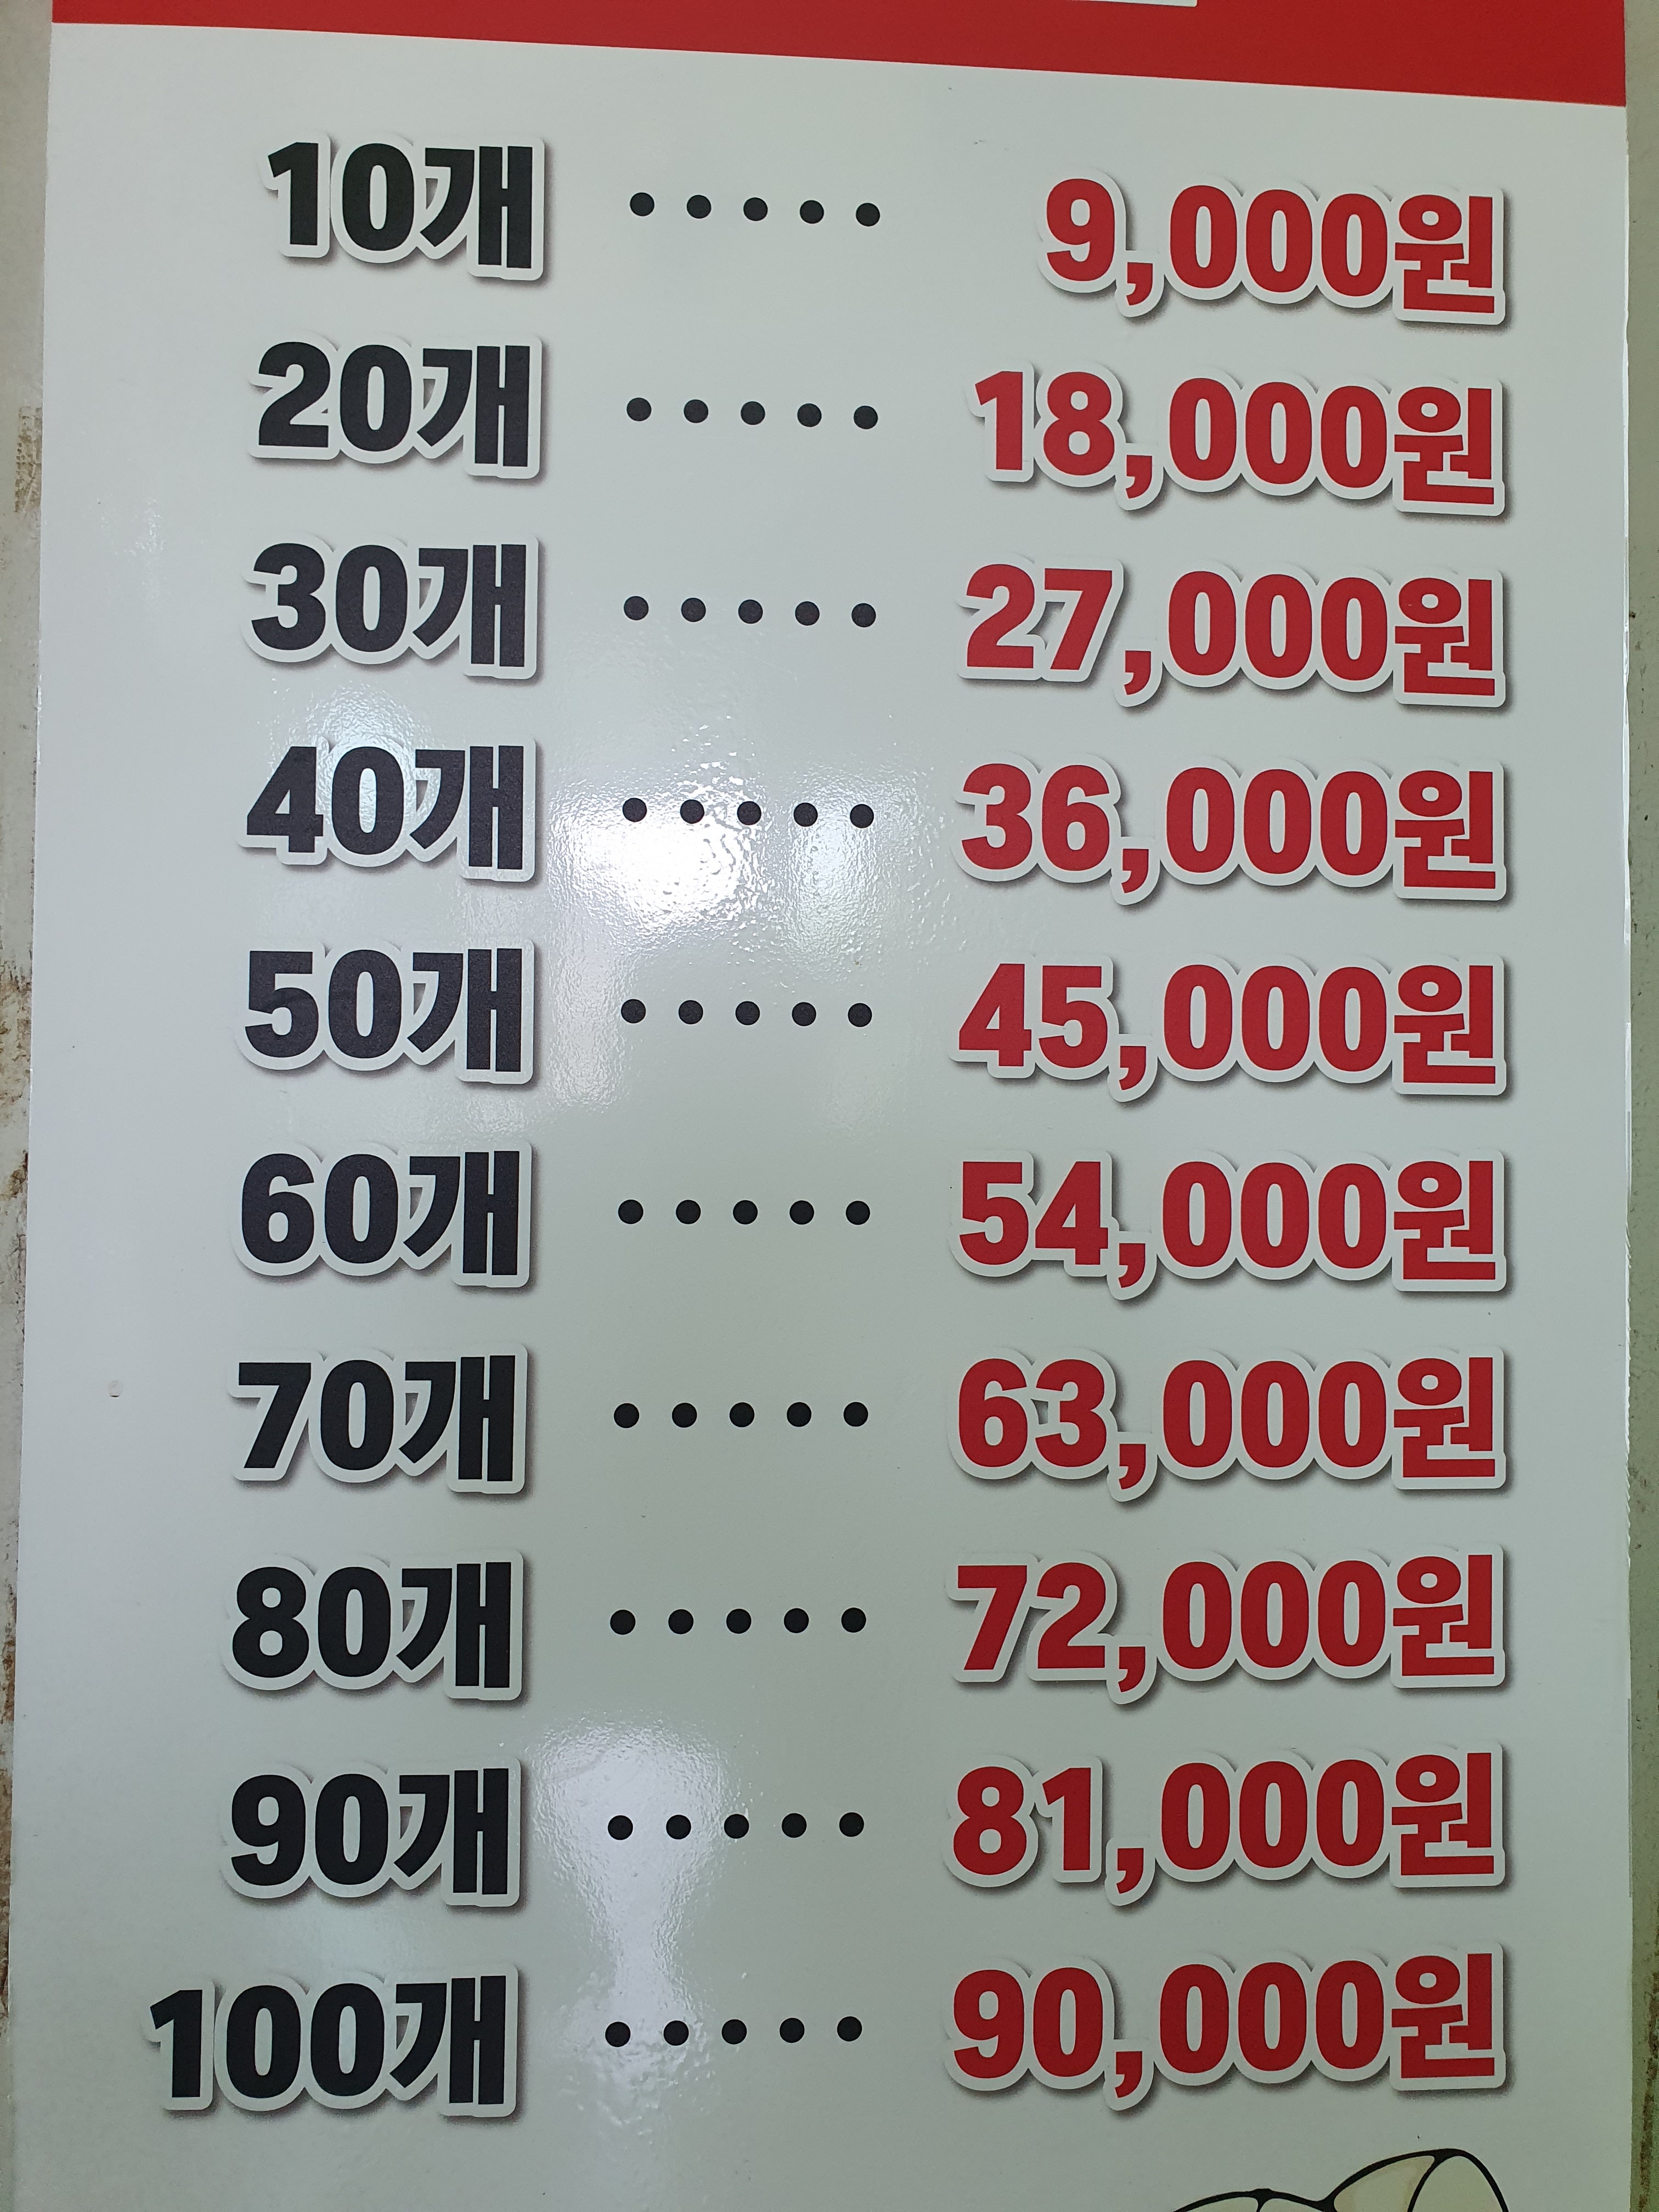 10개 ····· 9,000원
20개 ····· 18,000원
30개 ····· 27,000원
40개 ····· 36,000원
50개 ····· 45,000원
60개 ····· 54,000원
70개 ····· 63,000원
80개 ····· 72,000원
90개 ····· 81,000원
100개 ····· 90,000원